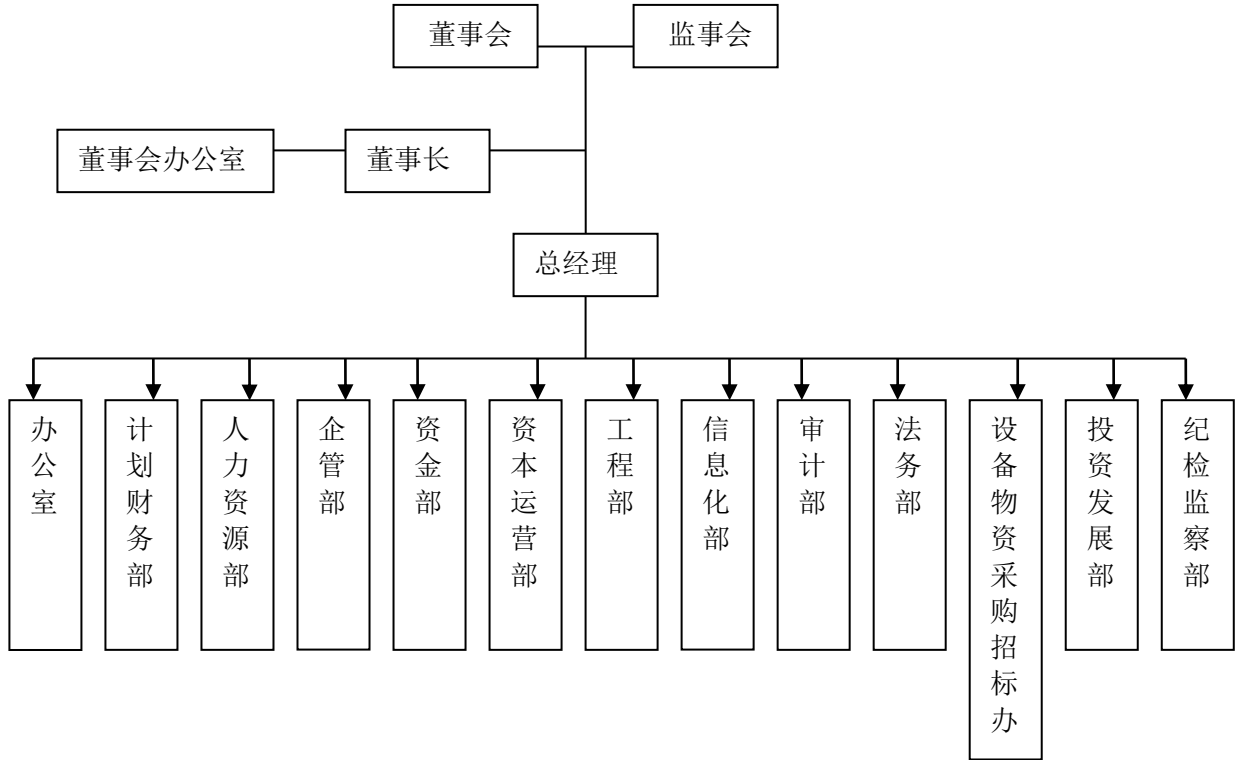 董事会
监事会
董事会办公室
董事长
总经理
办公室
计划财务部
人力资源部
企管部
资金部
资本运营部
工程部
信息化部
审计部
法务部
设备物资采购招标办
投资发展部
纪检监察部